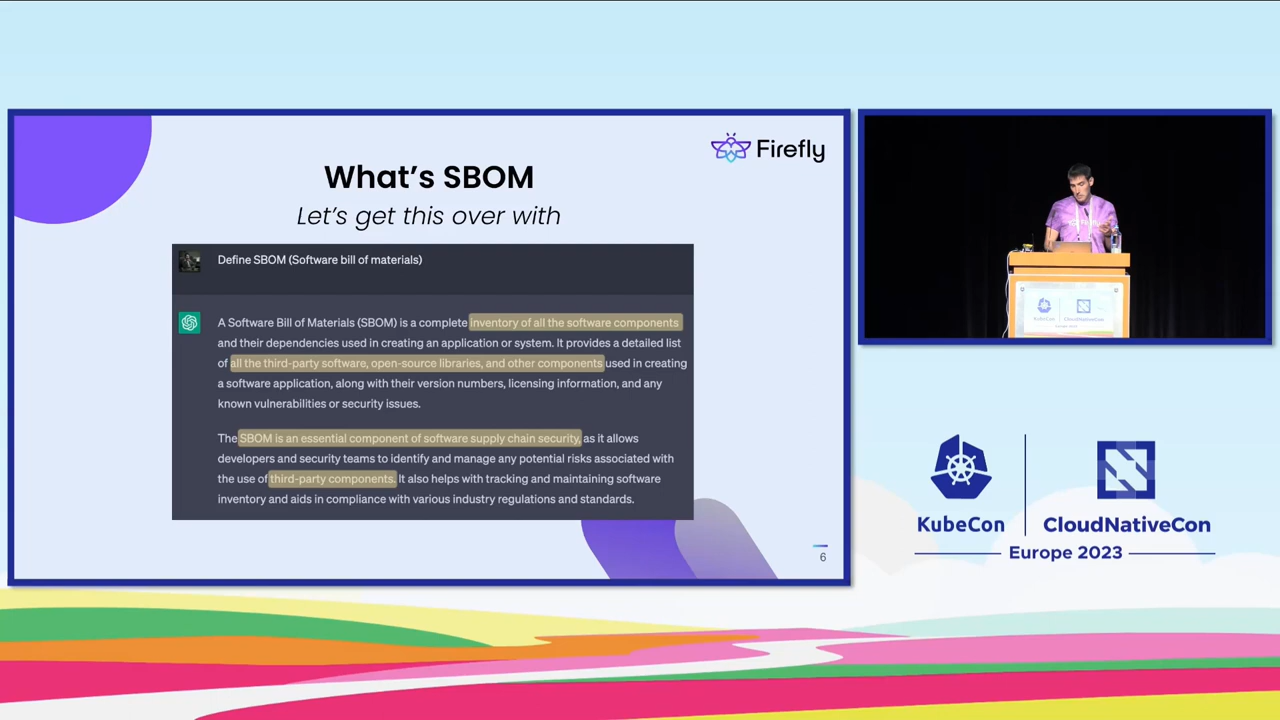 Firefly
What's SBOM
Let's get this over with
Define SBOM (Software bill of materials)
A Software Bill of Materials (SBOM) is a complete inventory of all the software components
and their dependencies used in creating an application or system. It provides a detailed list
of all the third-party software, open-source libraries, and other components used in creating
a software application, along with their version numbers, licensing information, and any
known vulnerabilities or security issues.
The SBOM is an essential component of software supply chain security, as it allows
developers and security teams to identify and manage any potential risks associated with
the use of third-party components. It also helps with tracking and maintaining software
inventory and aids in compliance with various industry regulations and standards.
6
KubeCon
CloudNativeCon
Europe 2023